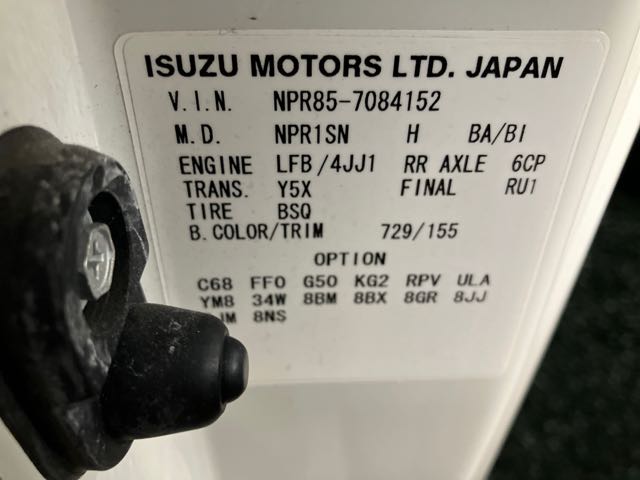 ISUZU MOTORS LTD. JAPAN
V.I.N. NPR85-7084152
M.D. NPR1SN H BA/BI
ENGINE LFB/4JJ1 RR AXLE 6CP
TRANS. Y5X FINAL RU1
TIRE BSQ
B.COLOR/TRIM 729/155
OPTION
C68 FF0 G50 KG2 RPV ULA
YM8 34W 8BM 8BX 8GR 8JJ
8NS